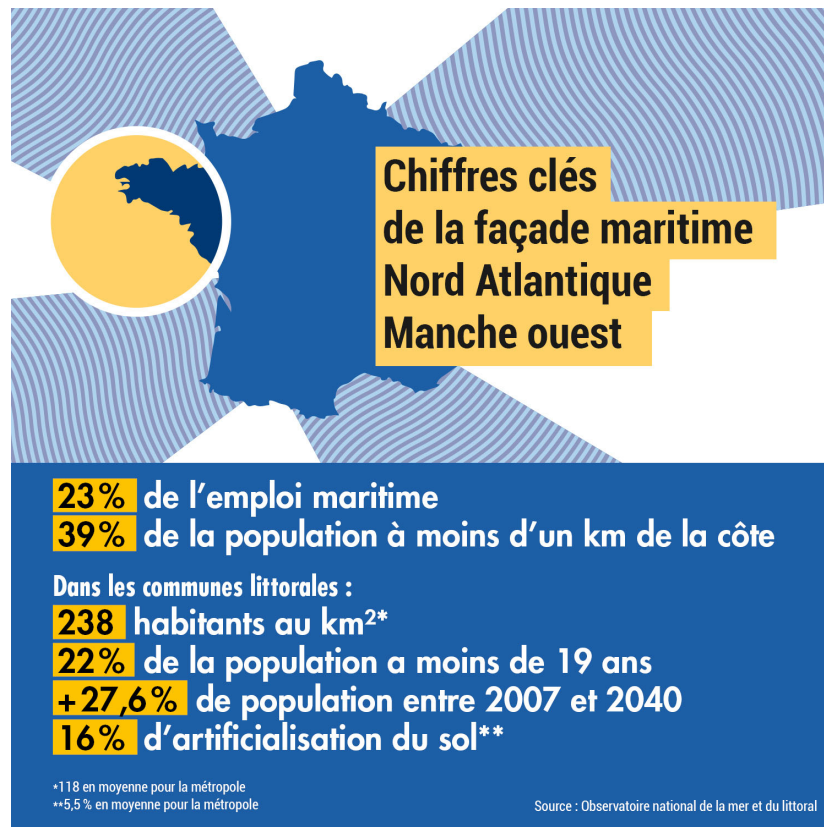 Chiffres clés
de la façade maritime
Nord Atlantique
Manche ouest
23 % de l’emploi maritime
39 % de la population à moins d’un km de la côte
Dans les communes littorales :
238 habitants au km²*
22 % de la population a moins de 19 ans
+ 27,6 % de population entre 2007 et 2040
16 % d’artificialisation du sol**
*118 en moyenne pour la métropole
**5,5 % en moyenne pour la métropole
Source : Observatoire national de la mer et du littoral